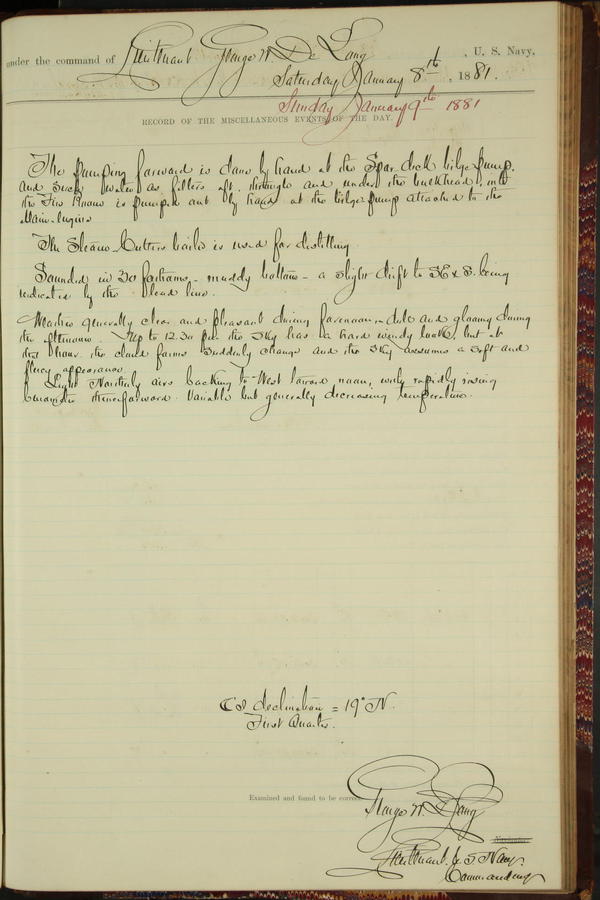 under the command of Lieutenant George W. De Long, U. S. Navy,
Saturday January 8th, 1881.
Sunday January 9th 1881
RECORD OF THE MISCELLANEOUS EVENTS OF THE DAY.
The pumping forward is done by hand at the Spar deck bilge pump,
and such water as filters aft, through and under the bulkhead, into
the Fire Room is pumped out by hand at the bilge pump attached to the
Main Engine
The Steam-Cutters boiler is used for distilling.
Sounded in 30 fathoms - muddy bottom - a slight drift to SE x S. being
indicated by the lead line.
Weather generally clear and pleasant during forenoon - dull and gloomy during
the afternoon. Up to 12.30 pm the sky has a hard windy look, but at
that hour the cloud forms suddenly change and the sky assumes a soft and
fleecy appearance.
Light Northerly airs backing to West toward noon, with rapidly rising
barometer thenceforward. Variable but generally decreasing temperature.
declination = 19° N.
First Quarter.
Examined and found to be correct.
George W. De Long
Navigator
Lieutenant U. S. Navy.
Commanding